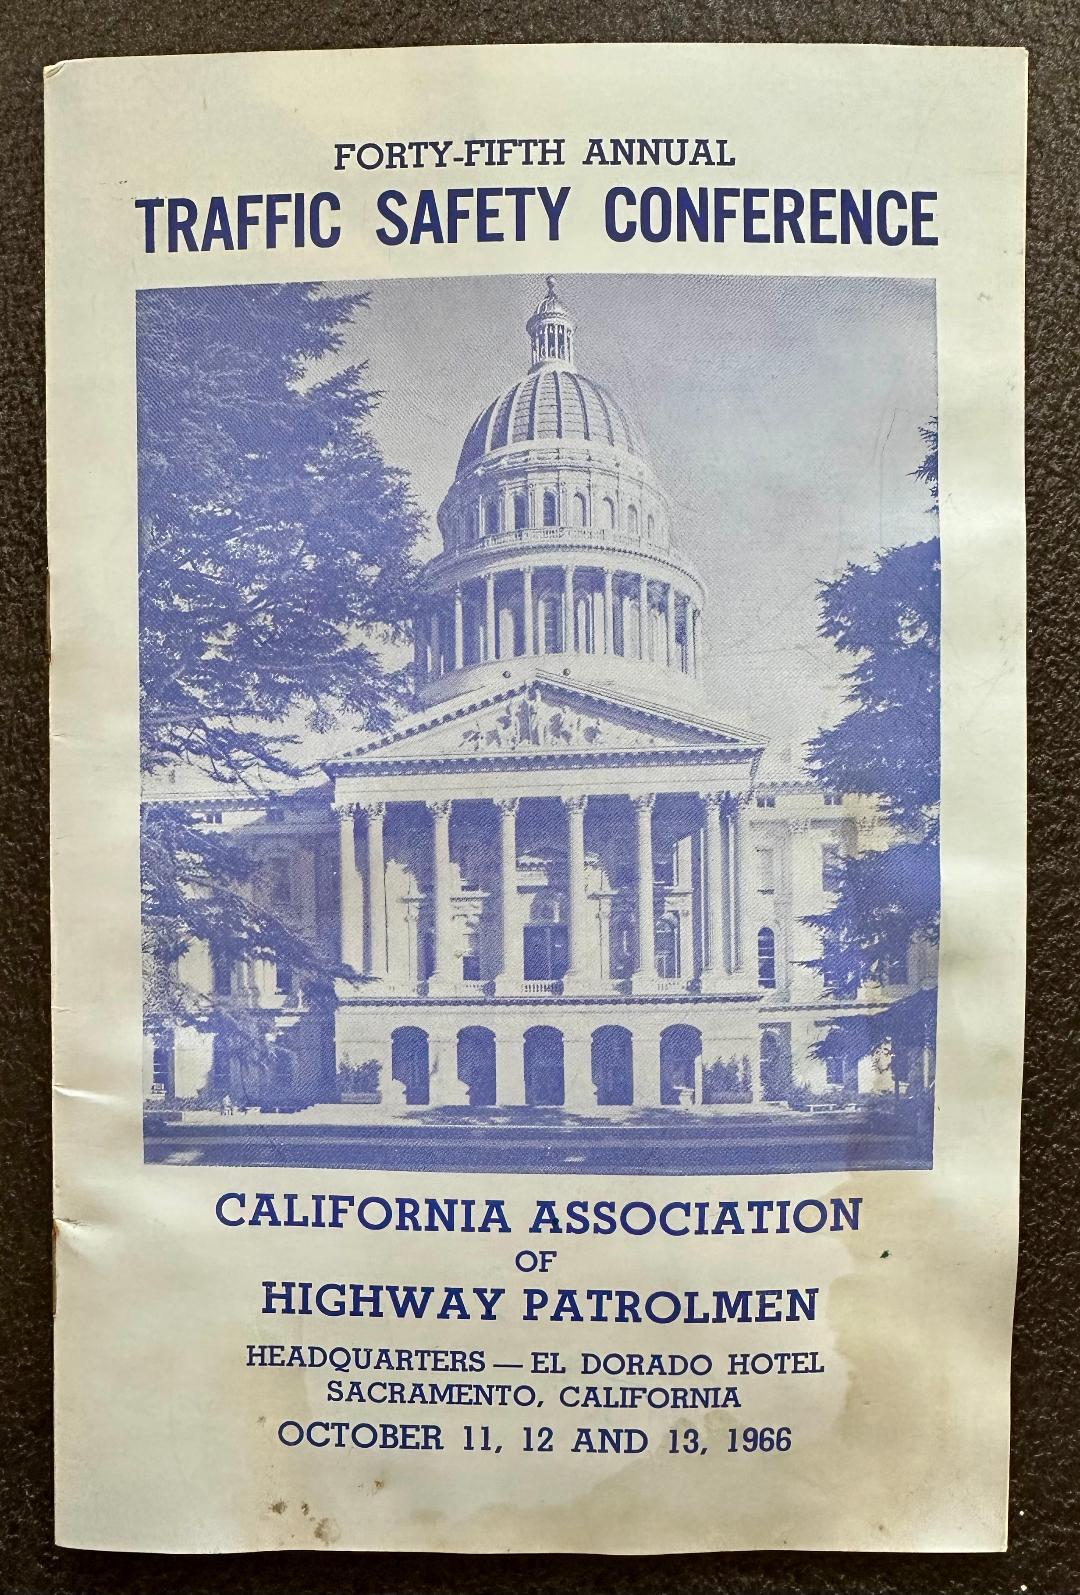 FORTY-FIFTH ANNUAL
TRAFFIC SAFETY CONFERENCE
CALIFORNIA ASSOCIATION
OF
HIGHWAY PATROLMEN
HEADQUARTERS — EL DORADO HOTEL
SACRAMENTO, CALIFORNIA
OCTOBER 11, 12 AND 13, 1966